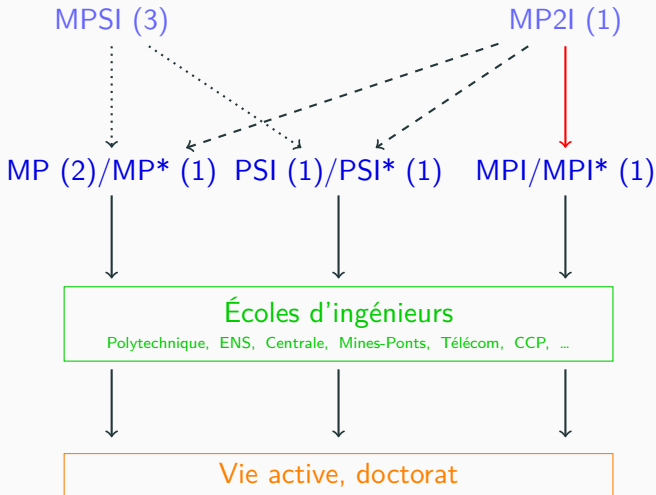 MPSI (3) MP2I (1)
MP (2)/MP* (1) PSI (1)/PSI* (1) MPI/MPI* (1)
Écoles d'ingénieurs
Polytechnique, ENS, Centrale, Mines-Ponts, Télécom, CCP, ...
Vie active, doctorat